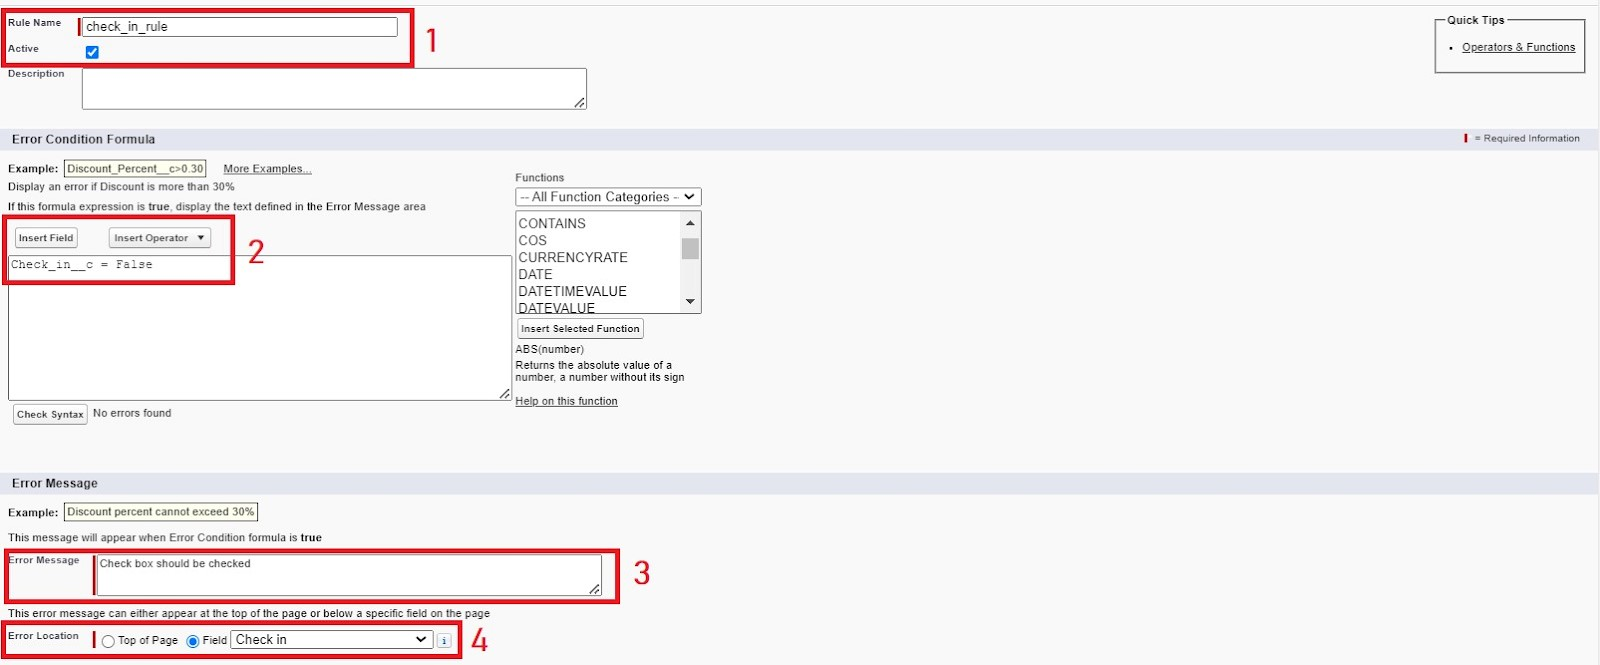 Rule Name check_in_rule 1
Active
Description
Quick Tips
• Operators & Functions
Error Condition Formula
= Required Information
Example: Discount_Percent__c>0.30 More Examples...
Display an error if Discount is more than 30%
If this formula expression is true, display the text defined in the Error Message area
Insert Field Insert Operator 2
Check_in__c = False
Functions
-- All Function Categories -
CONTAINS
COS
CURRENCYRATE
DATE
DATETIMEVALUE
DATEVALUE
Insert Selected Function
ABS(number)
Returns the absolute value of a
number, a number without its sign
Help on this function
Check Syntax No errors found
Error Message
Example: Discount percent cannot exceed 30%
This message will appear when Error Condition formula is true
Error Message Check box should be checked 3
This error message can either appear at the top of the page or below a specific field on the page
Error Location Top of Page Field Check in i 4